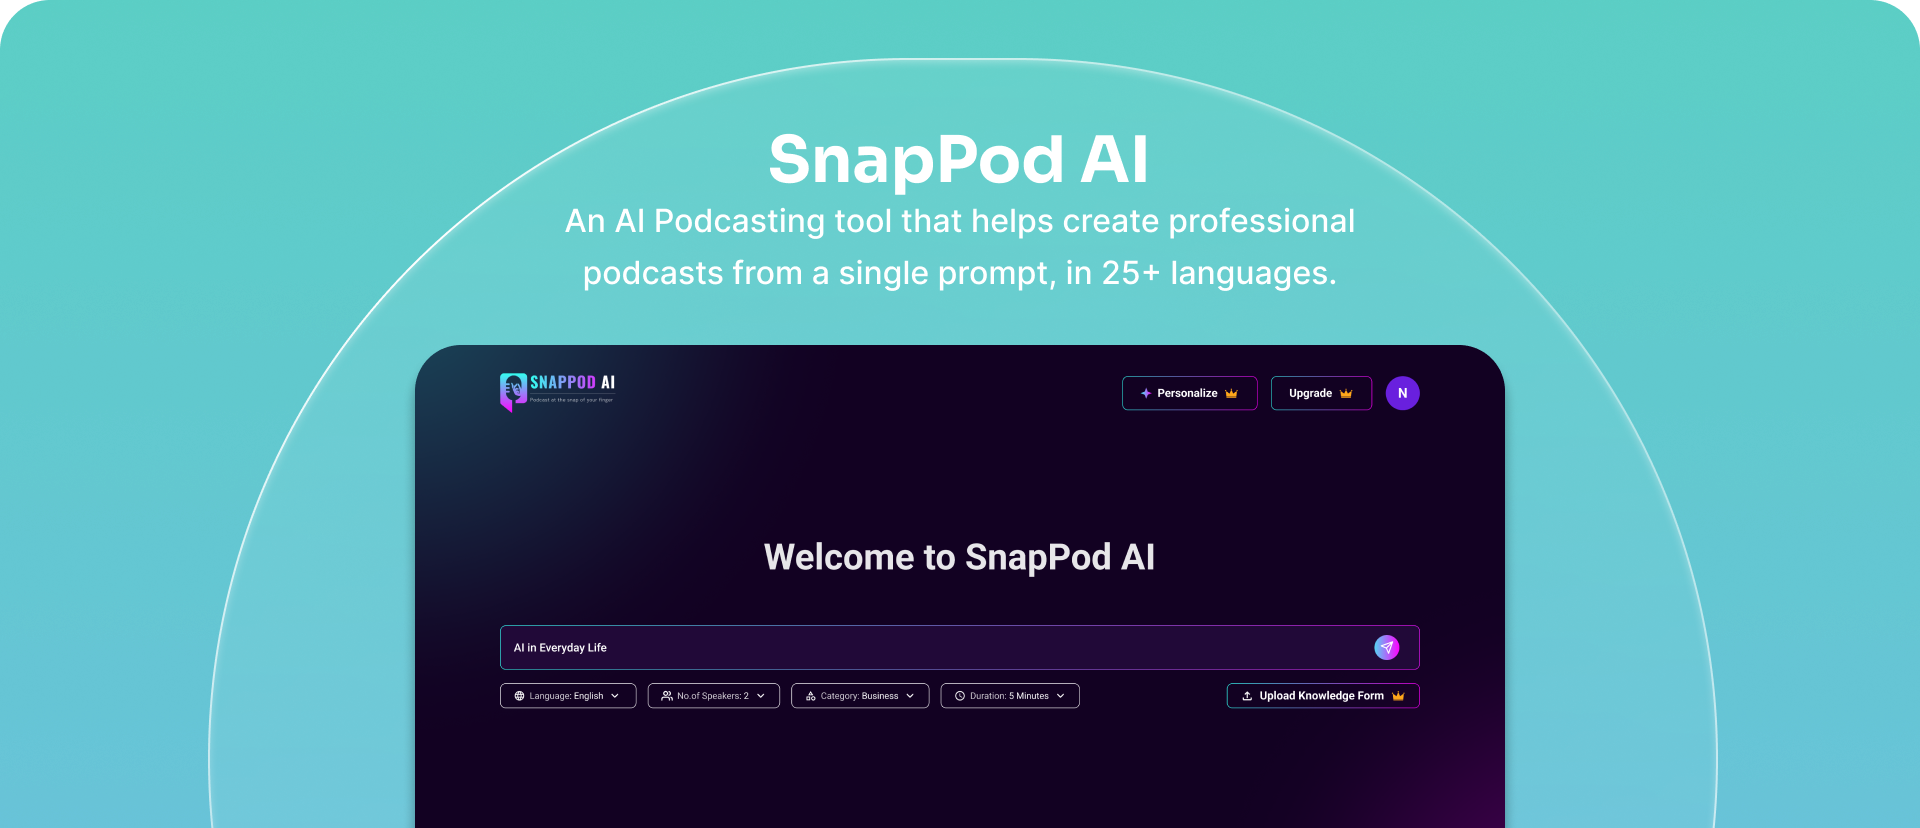 SnapPod AI
An AI Podcasting tool that helps create professional
podcasts from a single prompt, in 25+ languages.
SNAPPOD AI
Podcast at the snap of your finger
Personalize
Upgrade
N
Welcome to SnapPod AI
AI in Everyday Life
Language: English
No.of Speakers: 2
Category: Business
Duration: 5 Minutes
Upload Knowledge Form